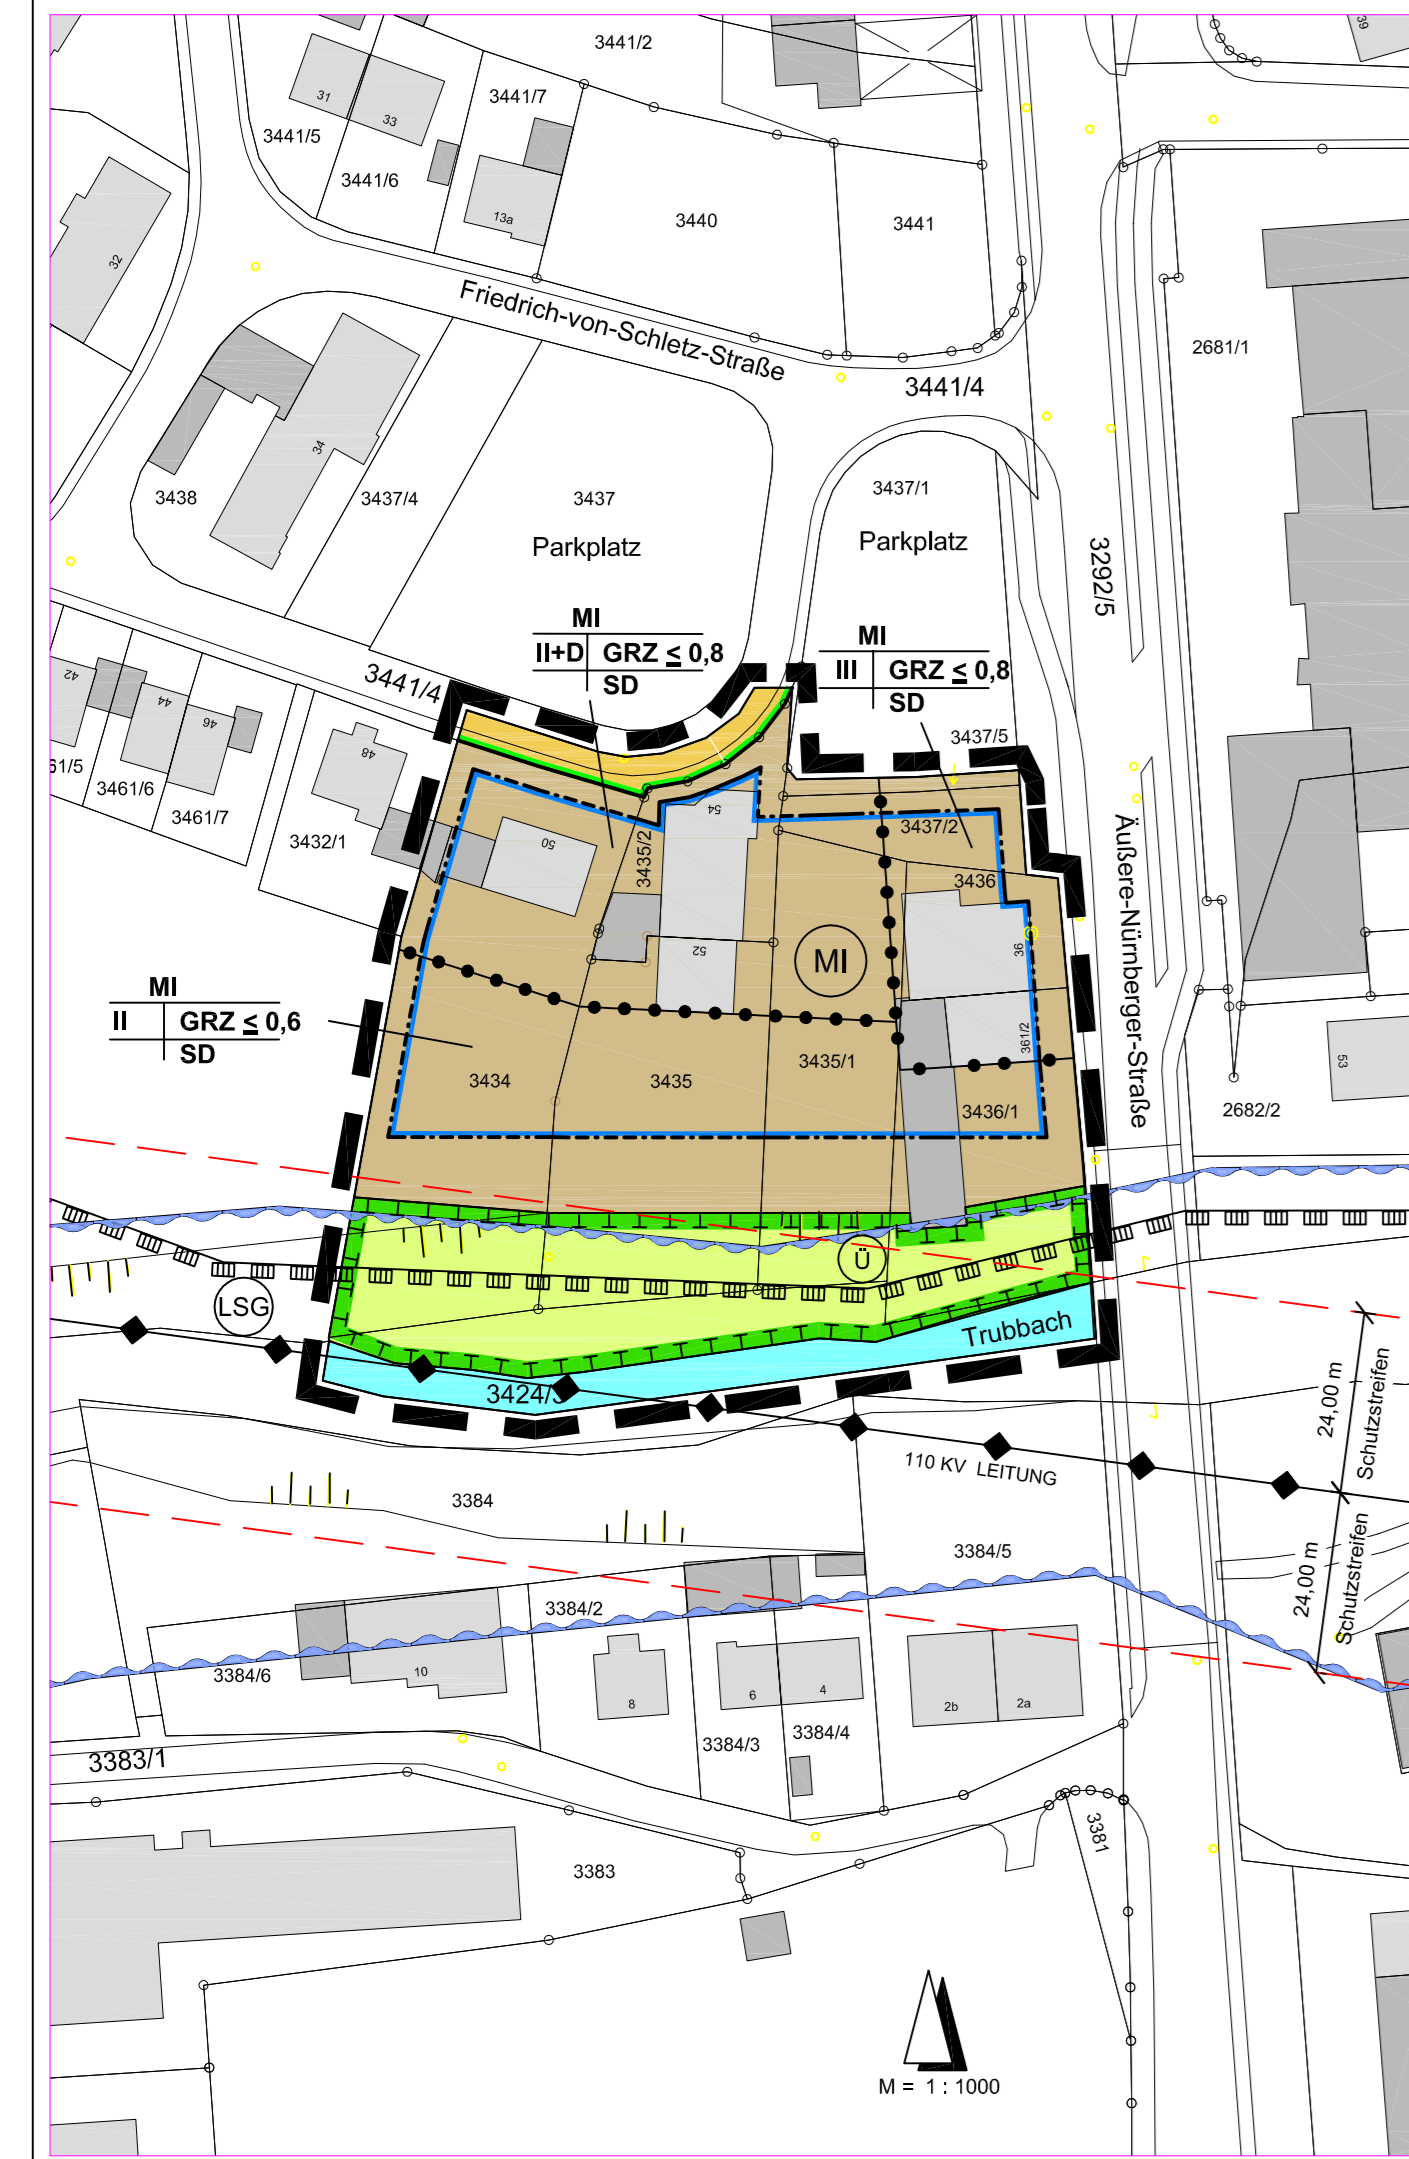 3441/2
39
31
33
3441/7
3441/5
3441/6
13a
3440
3441
32
Friedrich-von-Schletz-Straße
2681/1
3441/4
34
3438
3437/4
3437
3437/1
Parkplatz
Parkplatz
3292/5
MI
II+D GRZ ≤ 0,8
SD
MI
III GRZ ≤ 0,8
SD
3441/4
42
44
46
48
3437/5
61/5
3461/6
3461/7
3432/1
50
3435/2
54
3437/2
3436
Äußere-Nürnberger-Straße
52
MI
36
MI
II GRZ ≤ 0,6
SD
361/2
3434
3435
3435/1
3436/1
53
2682/2
Ü
LSG
Trubbach
3424/3
24,00 m
Schutzstreifen
110 KV LEITUNG
3384
3384/5
24,00 m
Schutzstreifen
3384/2
3384/6
10
8
6
4
2b
2a
3384/3
3384/4
3383/1
3381
3383
M = 1 : 1000